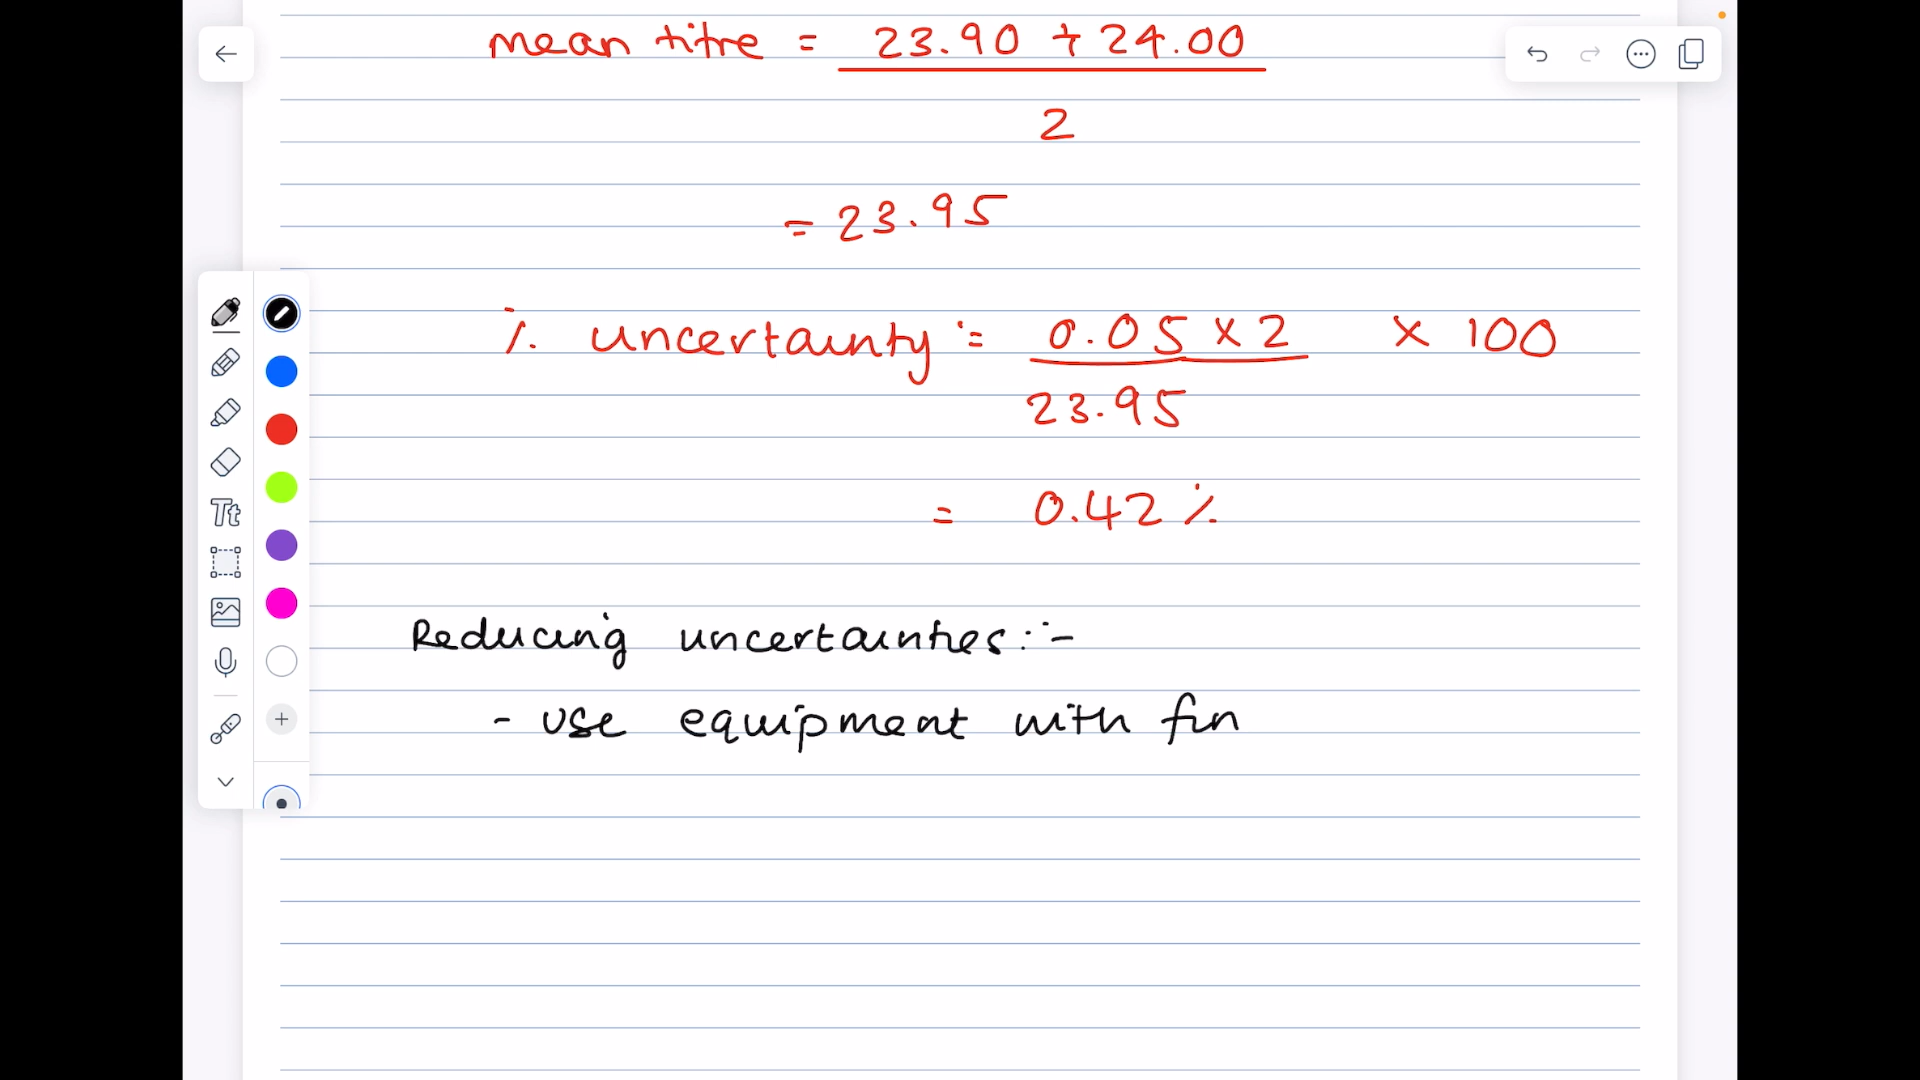 mean titre = 23.90 + 24.00
2
= 23.95
% uncertainty = 0.05 x 2 x 100
23.95
= 0.42 %
Reducing uncertainties :-
- use equipment with fin
Tt